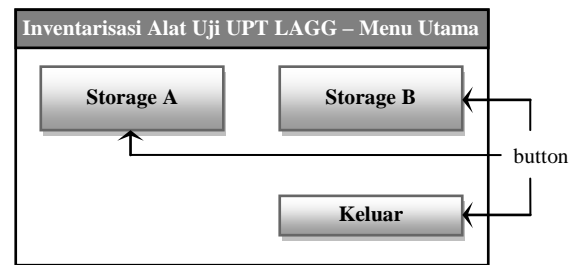 Inventarisasi Alat Uji UPT LAGG – Menu Utama
Storage A
Storage B
button
Keluar